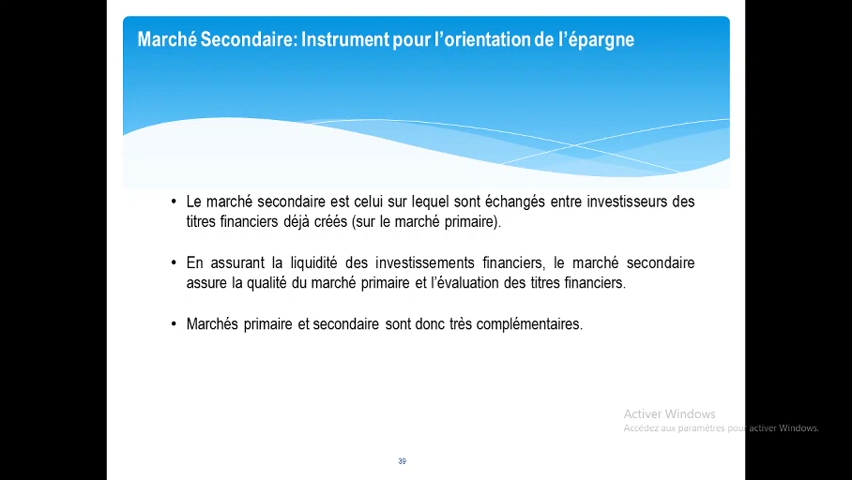 Marché Secondaire: Instrument pour l'orientation de l'épargne
• Le marché secondaire est celui sur lequel sont échangés entre investisseurs des
titres financiers déjà créés (sur le marché primaire).
• En assurant la liquidité des investissements financiers, le marché secondaire
assure la qualité du marché primaire et l'évaluation des titres financiers.
• Marchés primaire et secondaire sont donc très complémentaires.
Activer Windows
Accédez aux paramètres pour activer Windows.
39